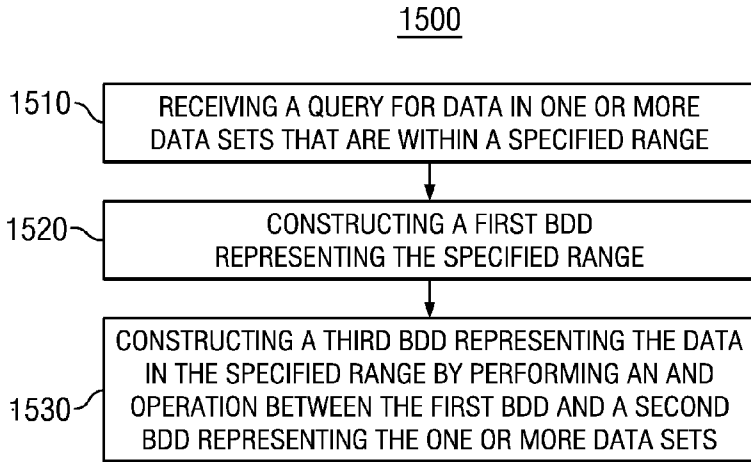 1500
1510
RECEIVING A QUERY FOR DATA IN ONE OR MORE
DATA SETS THAT ARE WITHIN A SPECIFIED RANGE
1520
CONSTRUCTING A FIRST BDD
REPRESENTING THE SPECIFIED RANGE
1530
CONSTRUCTING A THIRD BDD REPRESENTING THE DATA
IN THE SPECIFIED RANGE BY PERFORMING AN AND
OPERATION BETWEEN THE FIRST BDD AND A SECOND
BDD REPRESENTING THE ONE OR MORE DATA SETS